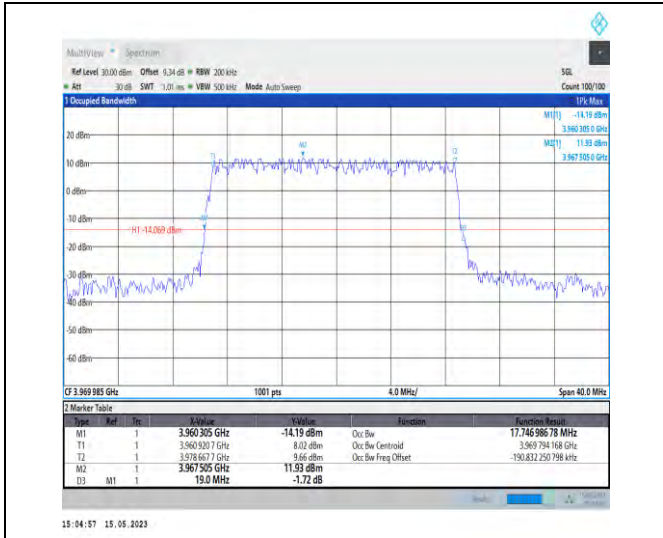 MultiView Spectrum
Ref Level 30.00 dBm Offset 9.34 dB RBW 200 kHz SGL
Att 30 dB SWT 1.01 ms VBW 500 kHz Mode Auto Sweep Count 100/100
1 Occupied Bandwidth 1Pk Max
M1[1] -14.19 dBm
3.960 305 0 GHz
M2[1] 11.93 dBm
3.967 505 0 GHz
20 dBm
10 dBm
0 dBm
-10 dBm
H1 -14.069 dBm
-20 dBm
-30 dBm
-40 dBm
-50 dBm
-60 dBm
T1
M2
T2
CF 3.969 985 GHz 1001 pts 4.0 MHz/ Span 40.0 MHz
2 Marker Table
Type Ref Trc X-Value Y-Value Function Function Result
M1 1 3.960 305 GHz -14.19 dBm Occ Bw 17.746 986 78 MHz
T1 1 3.960 920 7 GHz 8.02 dBm Occ Bw Centroid 3.969 794 168 GHz
T2 1 3.978 667 7 GHz 9.66 dBm Occ Bw Freq Offset -190.832 250 798 kHz
M2 1 3.967 505 GHz 11.93 dBm
D3 M1 1 19.0 MHz -1.72 dB
15:04:57 15.05.2023